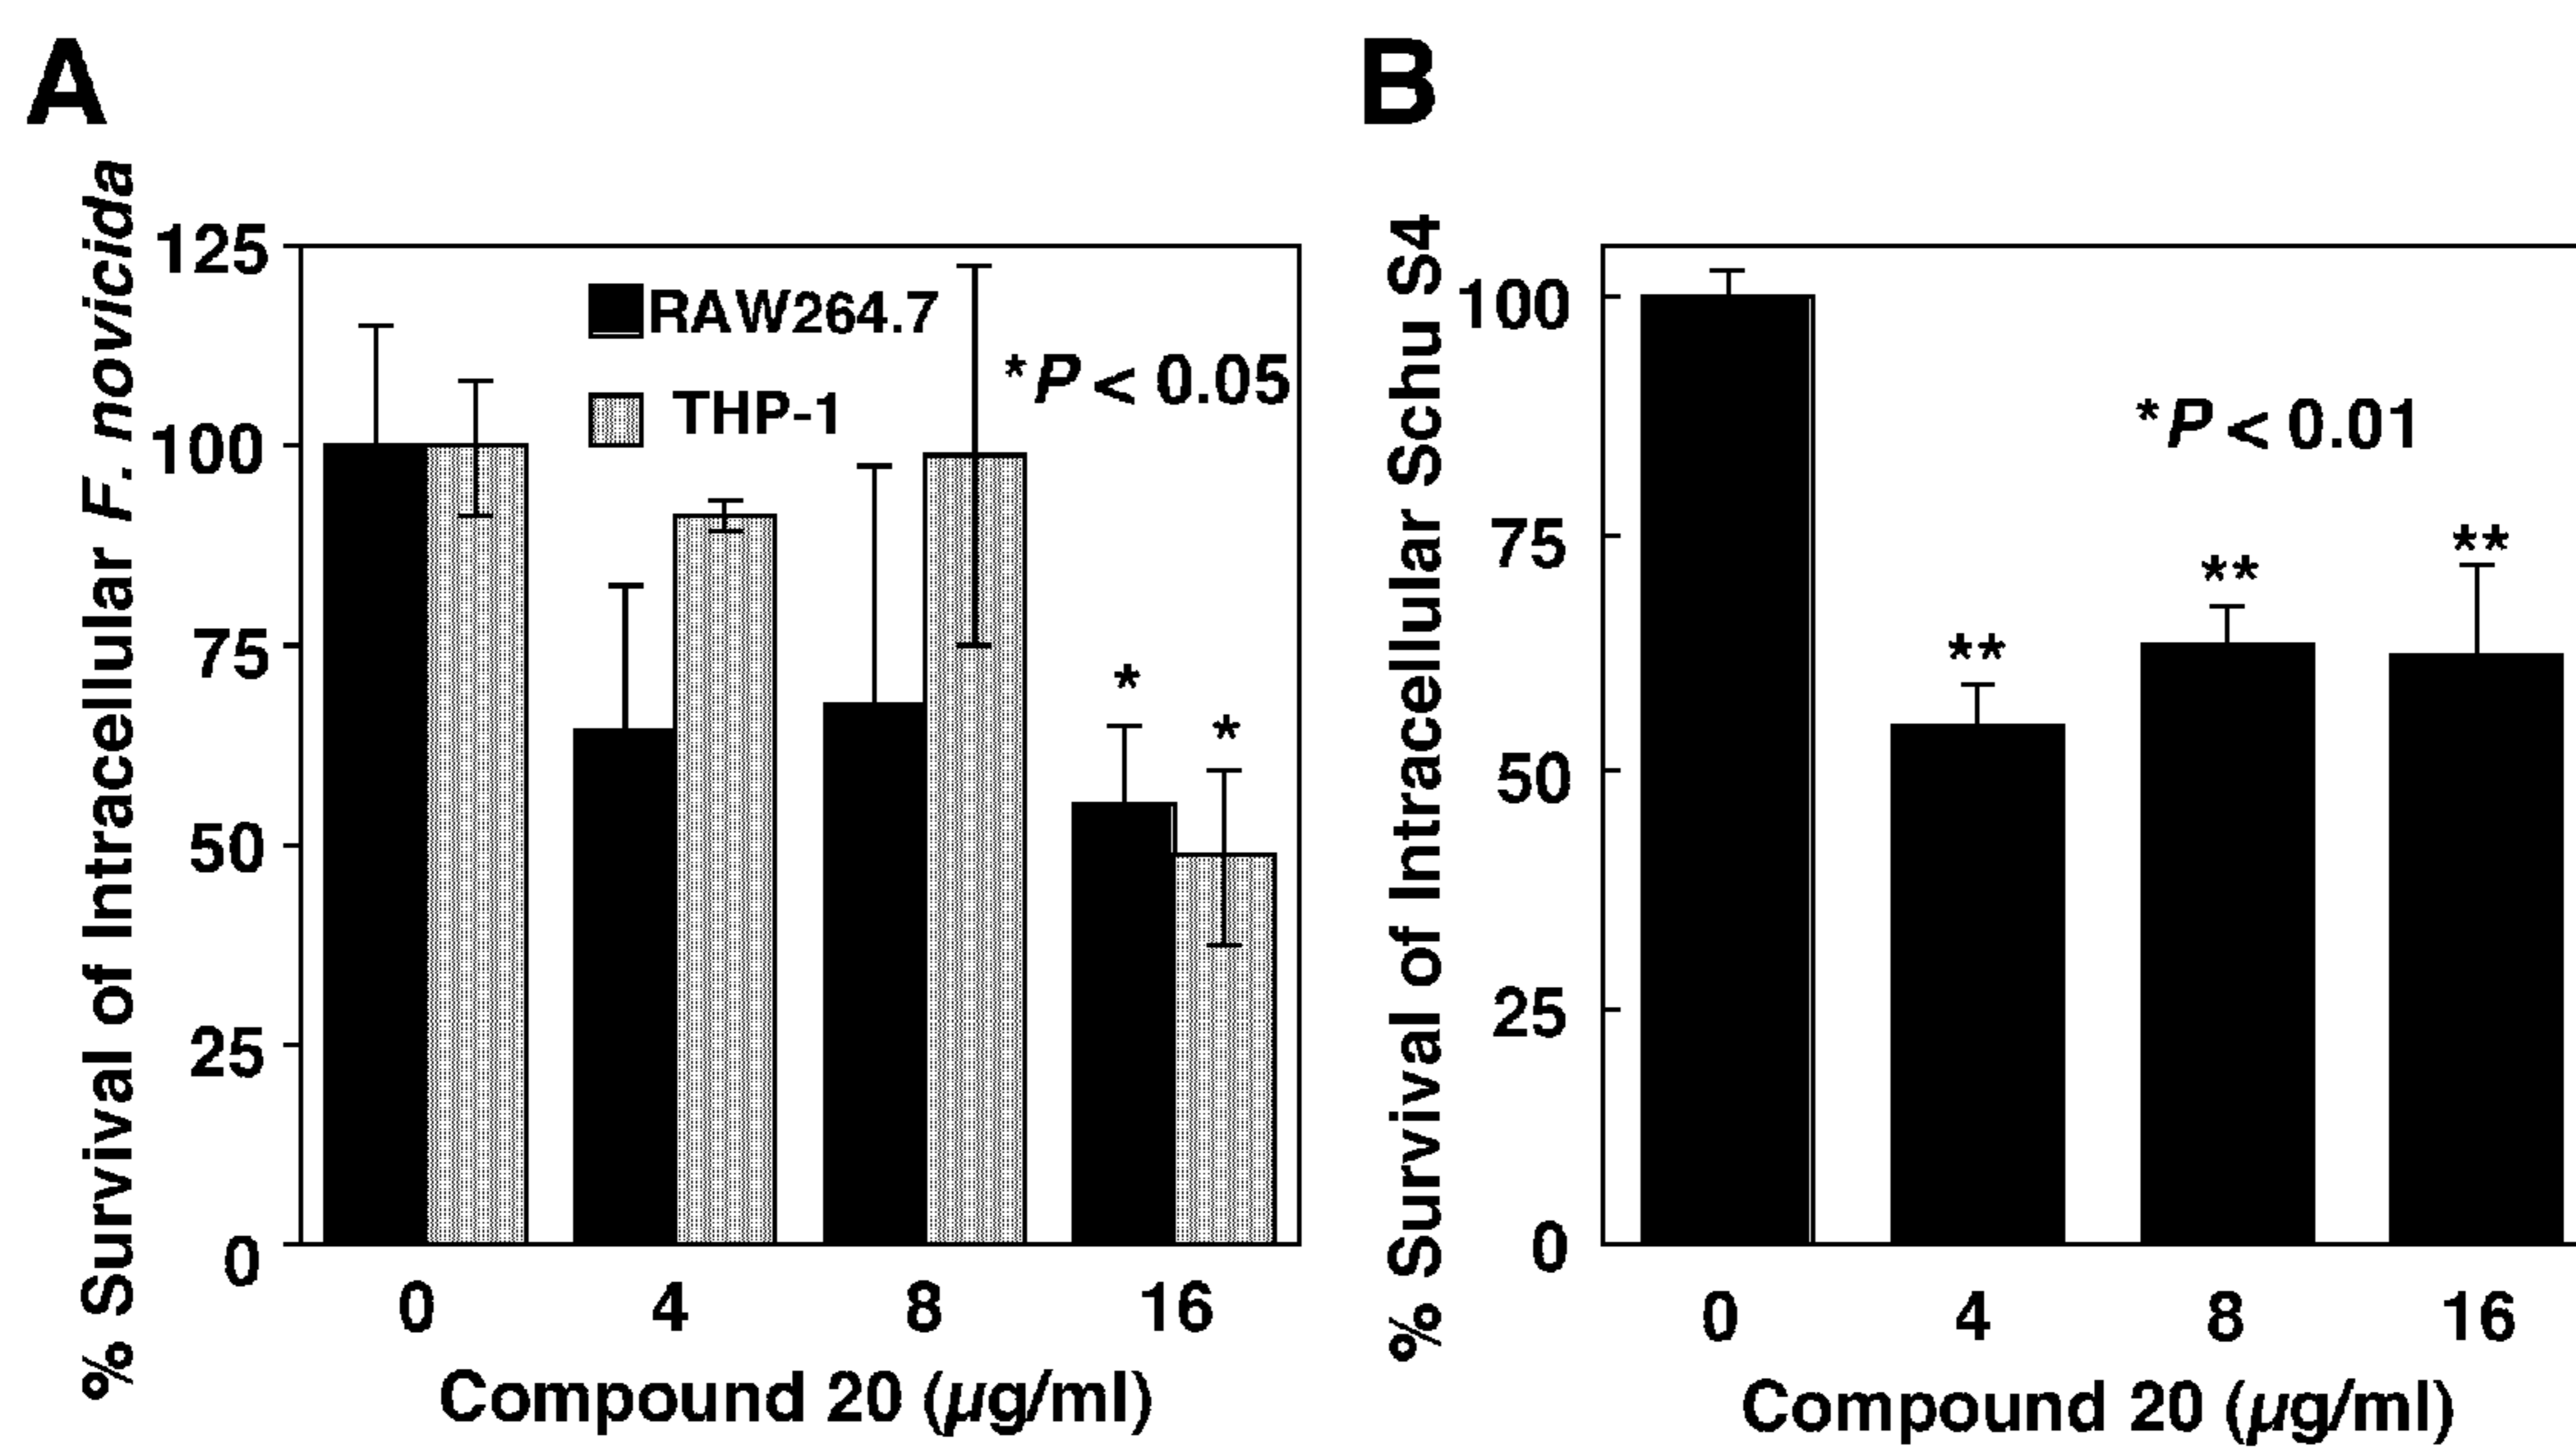 A
% Survival of Intracellular F. novicida
125
100
75
50
25
0
RAW264.7
THP-1
*P < 0.05
*
*
0 4 8 16
Compound 20 (µg/ml)
B
% Survival of Intracellular Schu S4
100
75
50
25
0
*P < 0.01
**
**
**
0 4 8 16
Compound 20 (µg/ml)